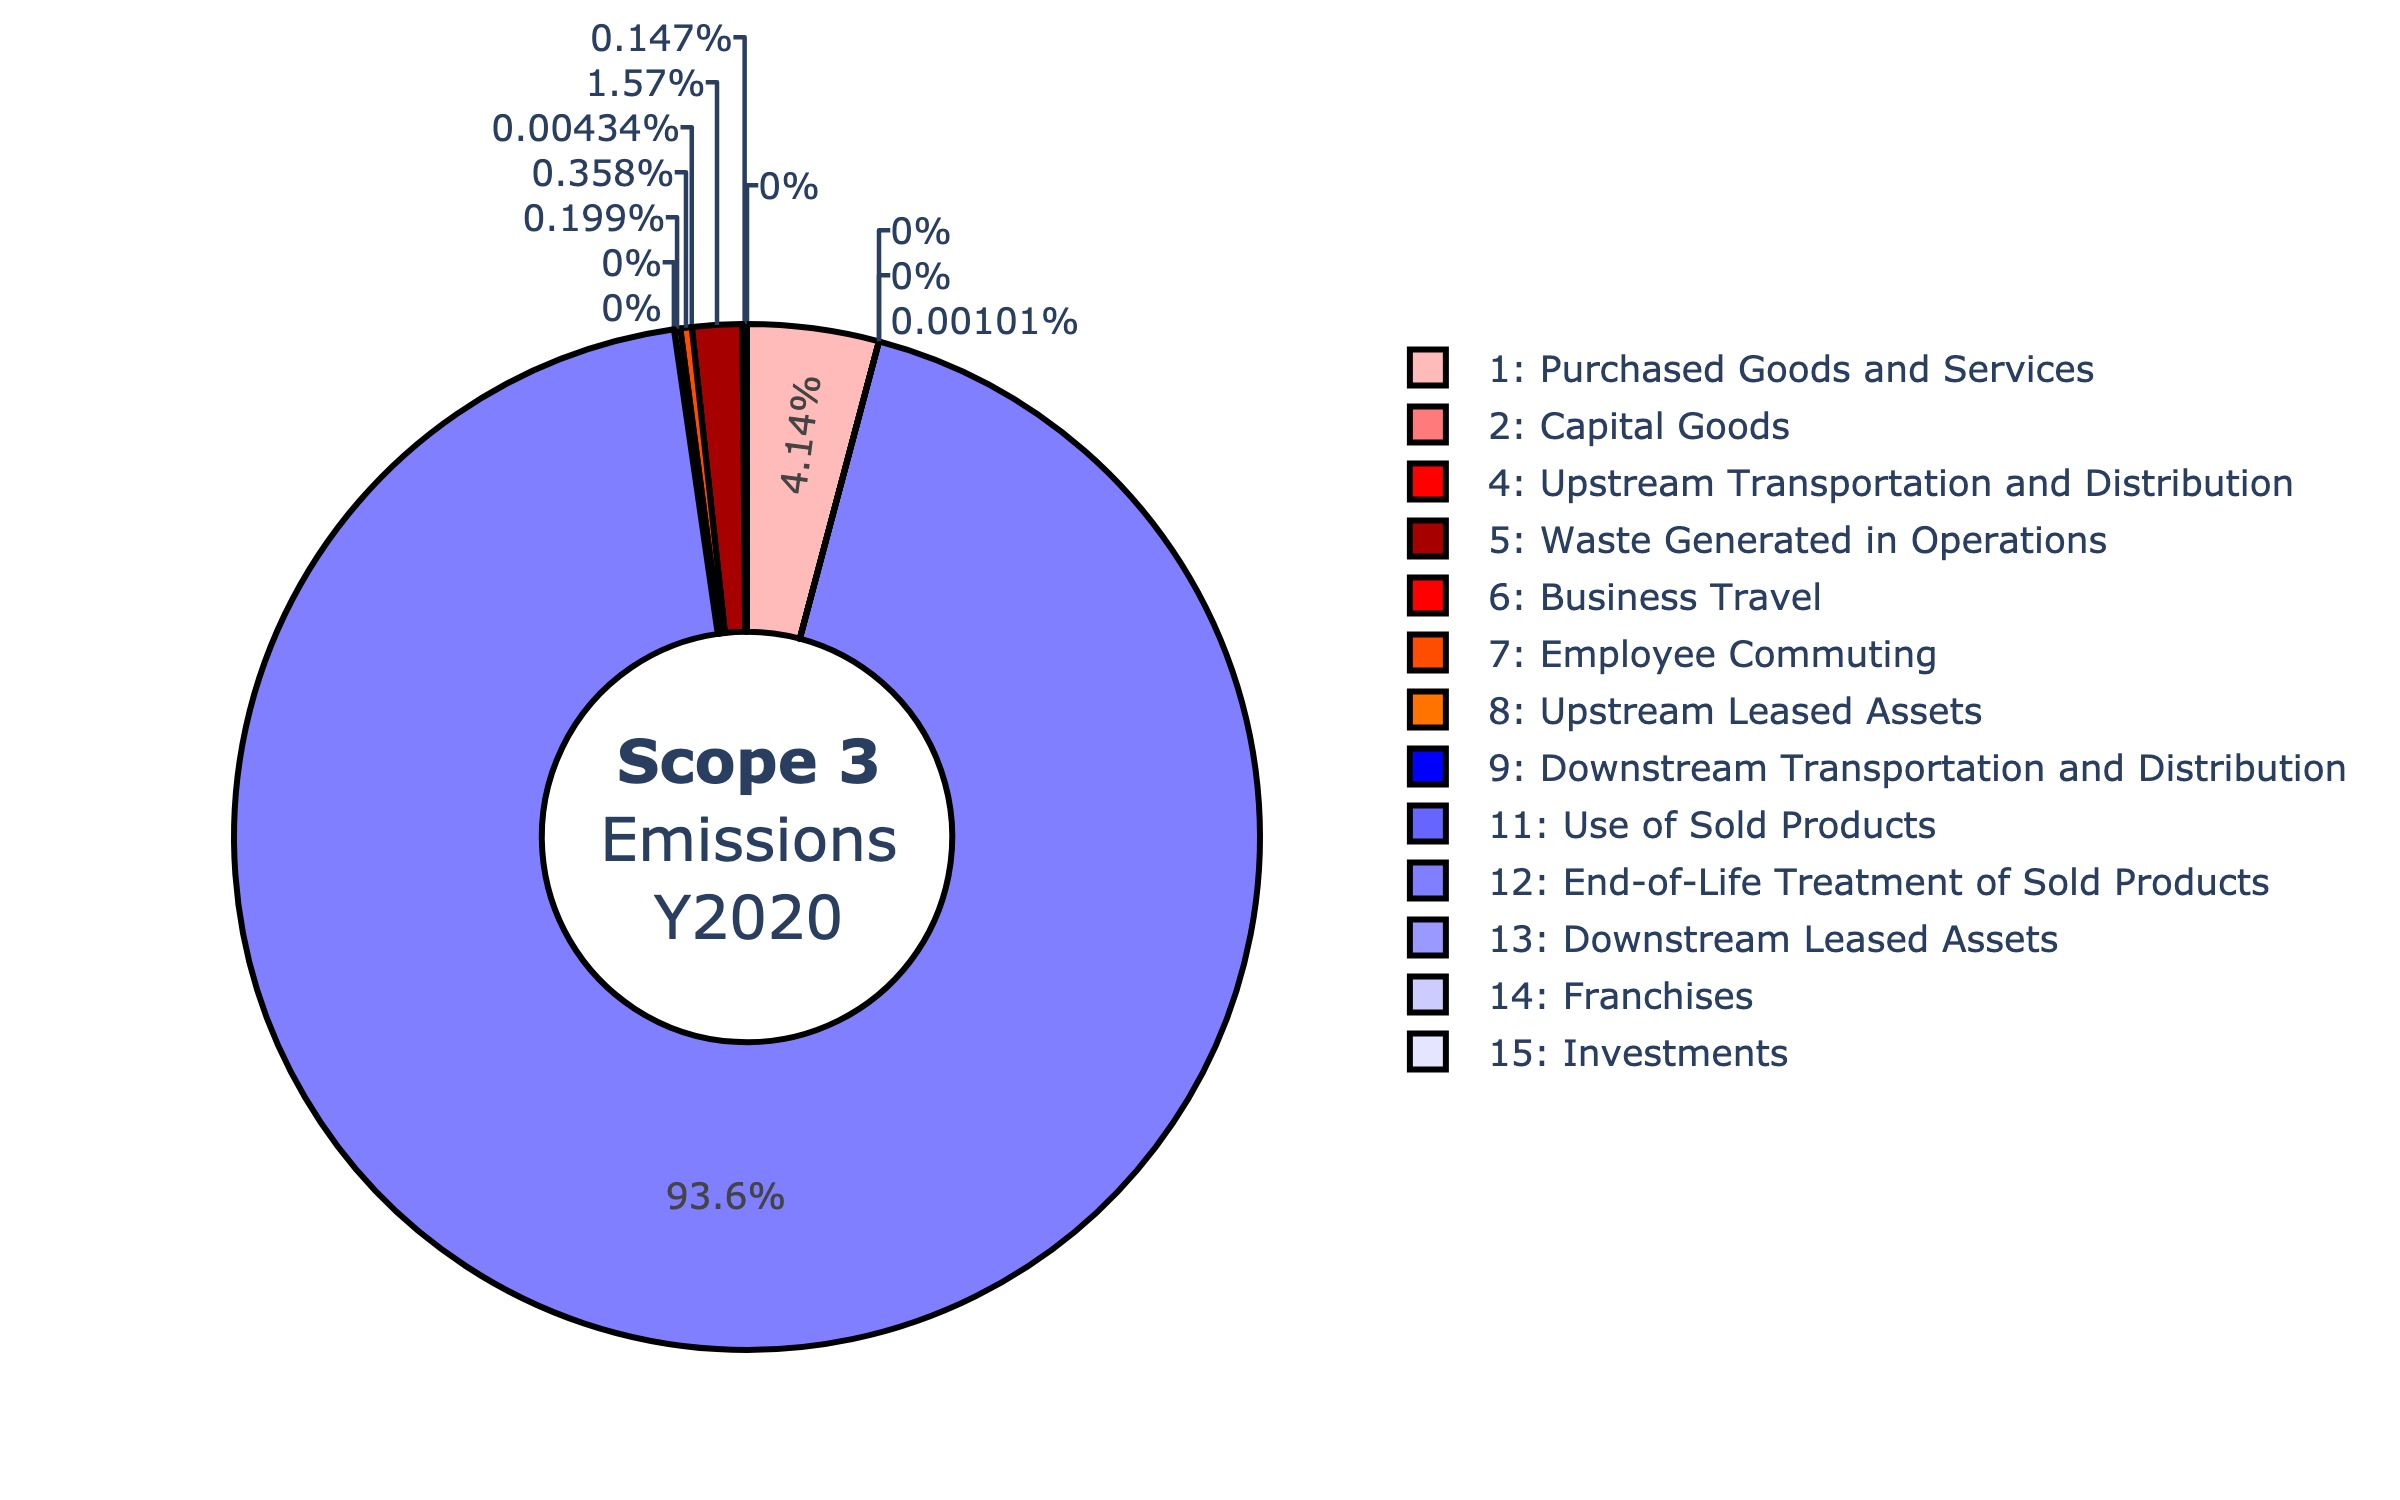 0.147%
1.57%
0.00434%
0.358%
0.199%
0%
0%
0%
0%
0%
0.00101%
4.14%
93.6%
Scope 3
Emissions
Y2020
1: Purchased Goods and Services
2: Capital Goods
4: Upstream Transportation and Distribution
5: Waste Generated in Operations
6: Business Travel
7: Employee Commuting
8: Upstream Leased Assets
9: Downstream Transportation and Distribution
11: Use of Sold Products
12: End-of-Life Treatment of Sold Products
13: Downstream Leased Assets
14: Franchises
15: Investments